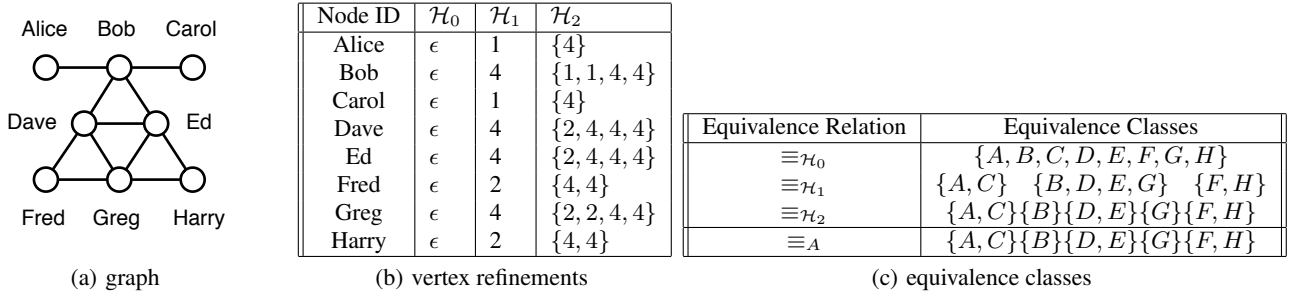 Alice Bob Carol
Dave Ed
Fred Greg Harry
(a) graph
Node ID ℋ₀ ℋ₁ ℋ₂
Alice ϵ 1 {4}
Bob ϵ 4 {1, 1, 4, 4}
Carol ϵ 1 {4}
Dave ϵ 4 {2, 4, 4, 4}
Ed ϵ 4 {2, 4, 4, 4}
Fred ϵ 2 {4, 4}
Greg ϵ 4 {2, 2, 4, 4}
Harry ϵ 2 {4, 4}
(b) vertex refinements
Equivalence Relation Equivalence Classes
≡ℋ₀ {A, B, C, D, E, F, G, H}
≡ℋ₁ {A, C} {B, D, E, G} {F, H}
≡ℋ₂ {A, C}{B}{D, E}{G}{F, H}
≡A {A, C}{B}{D, E}{G}{F, H}
(c) equivalence classes